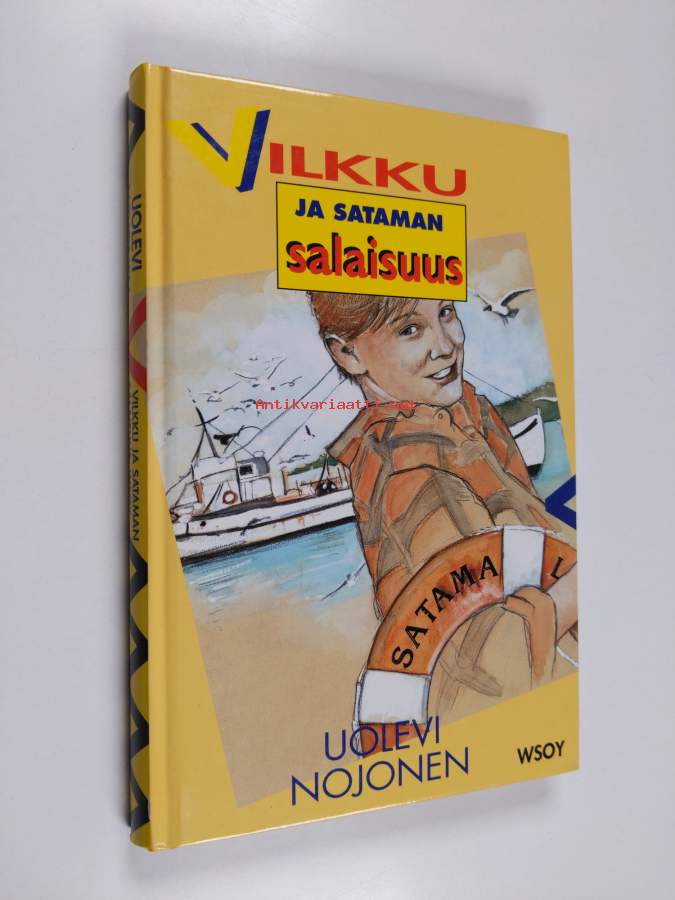 VILKKU
JA SATAMAN
salaisuus
Antikvariaatti.net
SATAMA L
UOLEVI
NOJONEN
WSOY
UOLEVI
VILKKU JA SATAMAN